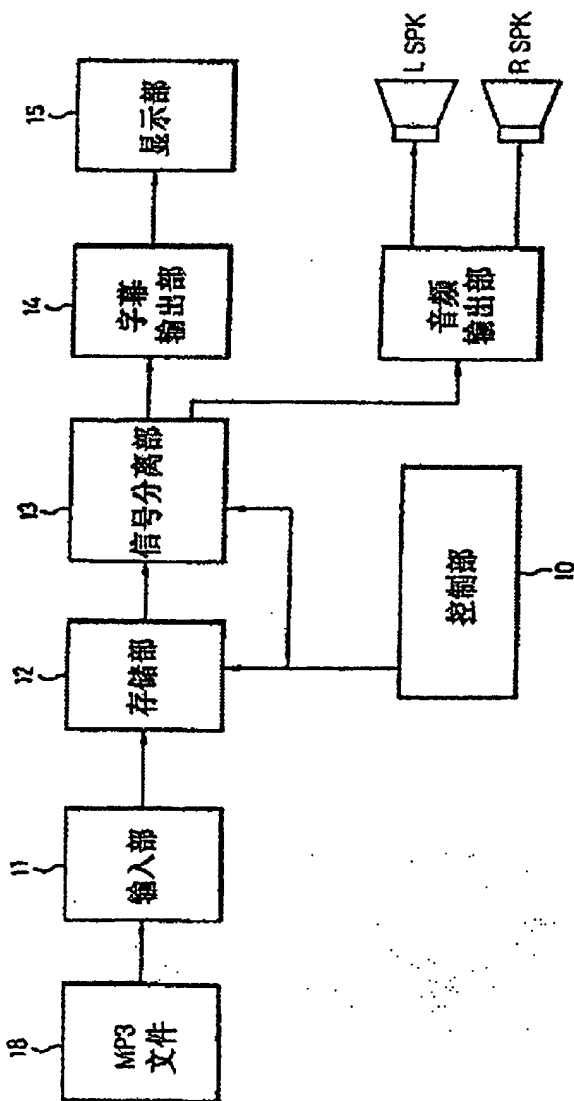 18
MP3
文件
11
输入部
12
存储部
13
信号分离部
14
字幕
输出部
15
显示部
音频
输出部
L SPK
R SPK
控制部
10